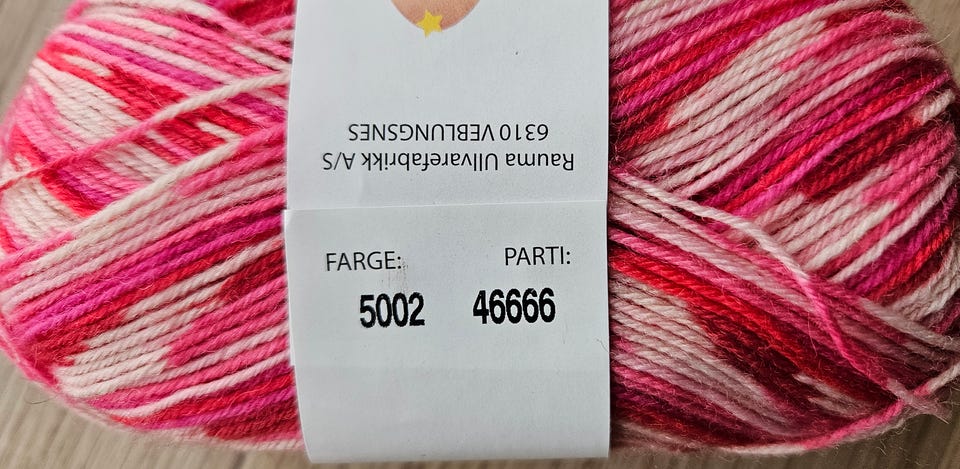 Rauma Ullvarefabrikk A/S
6310 VEBLUNGSNES
FARGE: PARTI:
5002 46666